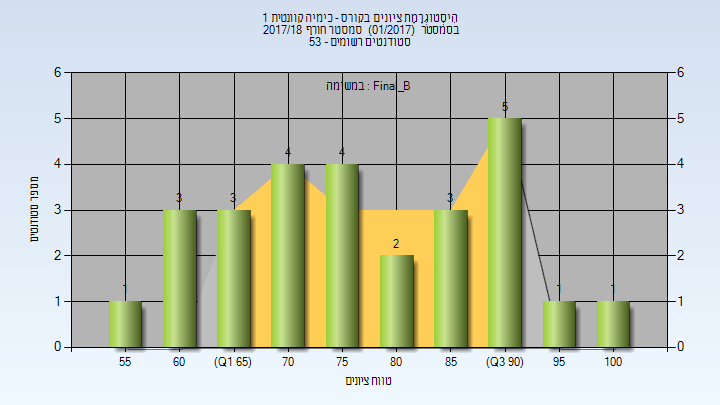 היסטוגרמת ציונים בקורס - כימיה קוונטית 1
בסמסטר (01/2017) סמסטר חורף 2017/18
סטודנטים רשומים - 53
במשימה : Final_B
מספר סטודנטים
6 6
5 5
4 4
3 3
2 2
1 1
0 0
1 3 3 4 4 2 3 5 1 1
55 60 (Q1 65) 70 75 80 85 (Q3 90) 95 100
טווח ציונים